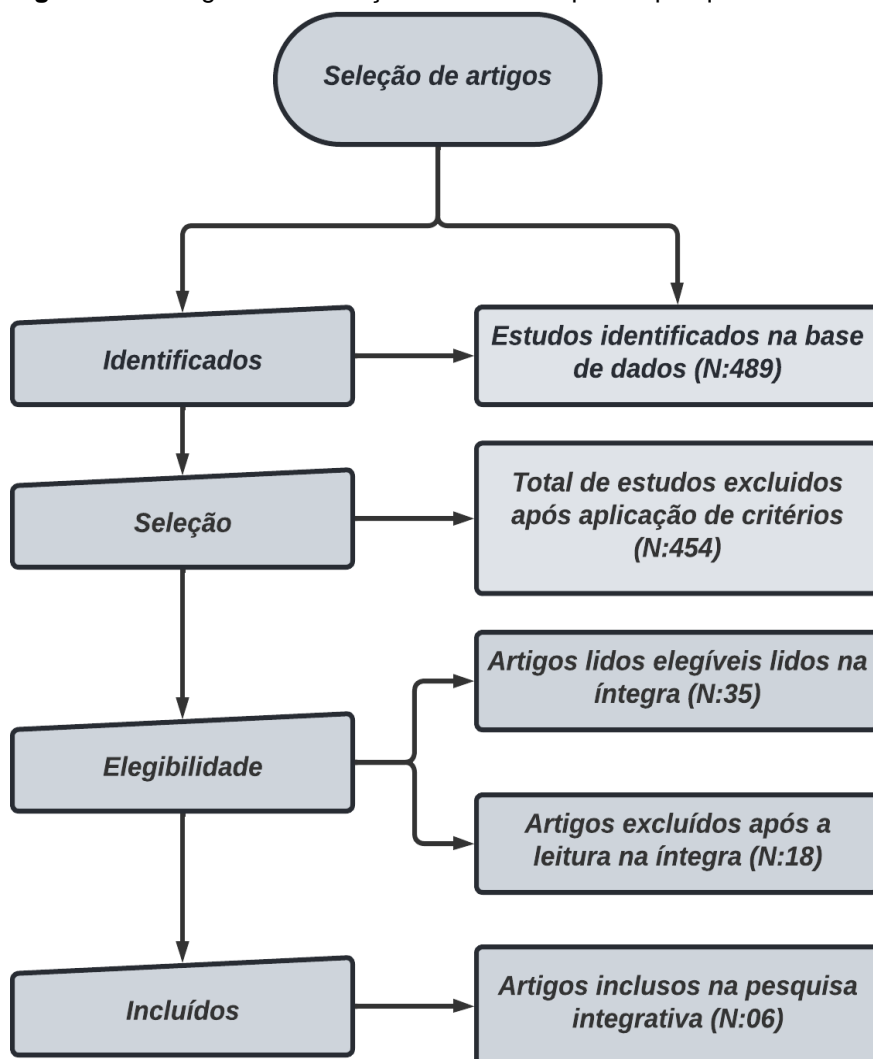 Seleção de artigos
Identificados
Estudos identificados na base
de dados (N:489)
Seleção
Total de estudos excluidos
após aplicação de critérios
(N:454)
Elegibilidade
Artigos lidos elegíveis lidos na
íntegra (N:35)
Artigos excluídos após a
leitura na íntegra (N:18)
Incluídos
Artigos inclusos na pesquisa
integrativa (N:06)